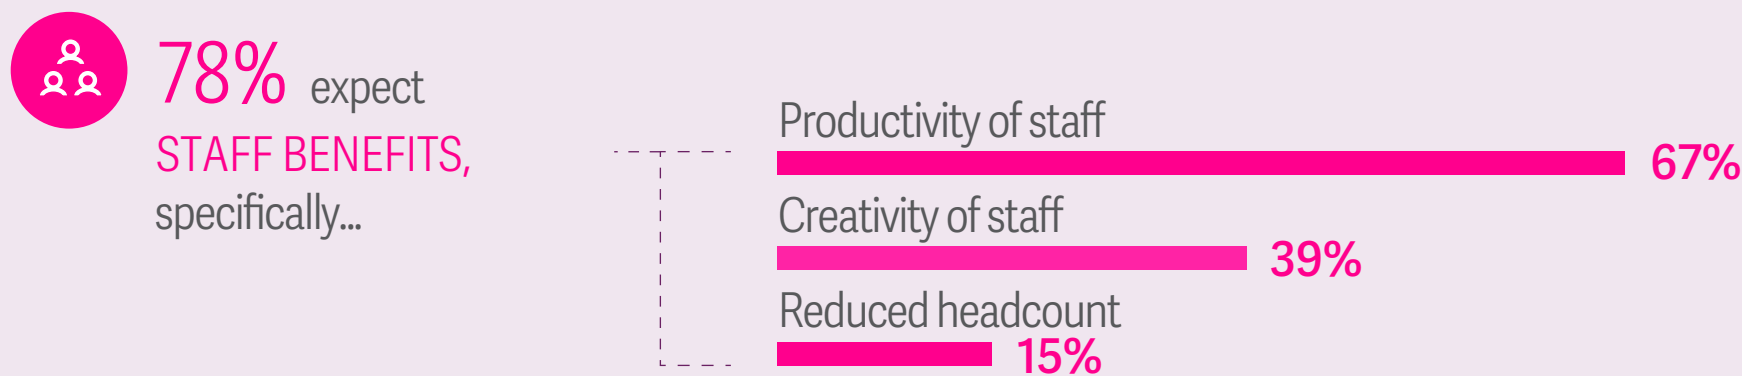 78% expect
STAFF BENEFITS,
specifically...
Productivity of staff
67%
Creativity of staff
39%
Reduced headcount
15%